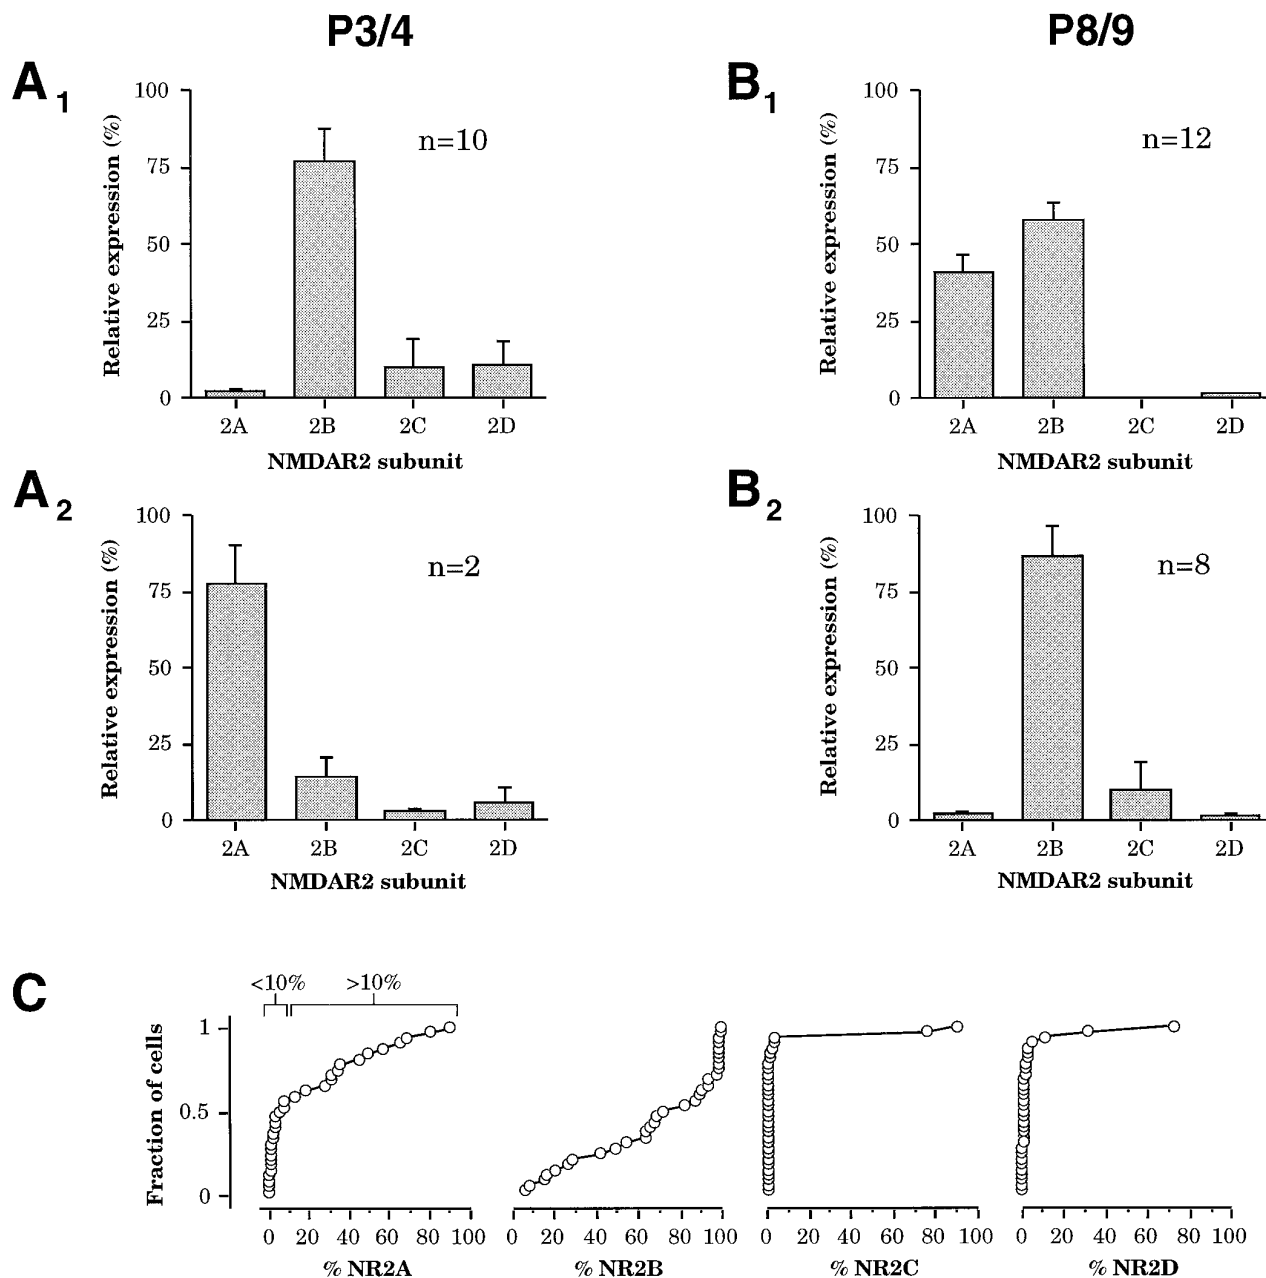 P3/4 P8/9
A 1 B 1
100 100
n=10 n=12
75 75
50 50
25 25
0 0
Relative expression (%) Relative expression (%)
2A 2B 2C 2D 2A 2B 2C 2D
NMDAR2 subunit NMDAR2 subunit
A 2 B 2
100 100
n=2 n=8
75 75
50 50
25 25
0 0
Relative expression (%) Relative expression (%)
2A 2B 2C 2D 2A 2B 2C 2D
NMDAR2 subunit NMDAR2 subunit
C
<10% >10%
1
0.5
0
Fraction of cells
0 20 40 60 80 100 0 20 40 60 80 100 0 20 40 60 80 100 0 20 40 60 80 100
% NR2A % NR2B % NR2C % NR2D